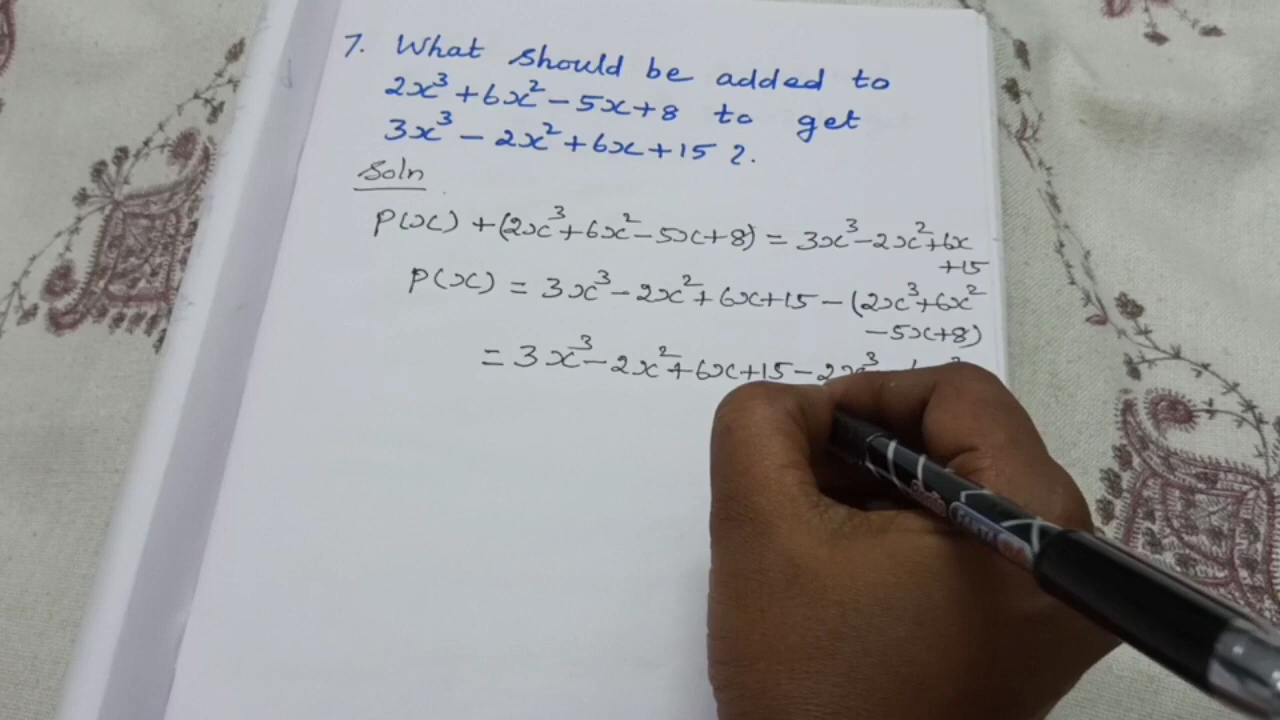 7. What should be added to
2x³+6x²-5x+8 to get
3x³-2x²+6x+15?.
Soln
P(x)+(2x³+6x²-5x+8)=3x³-2x²+6x
+15
P(x)=3x³-2x²+6x+15-(2x³+6x²
-5x+8)
=3x³-2x²+6x+15-2x³